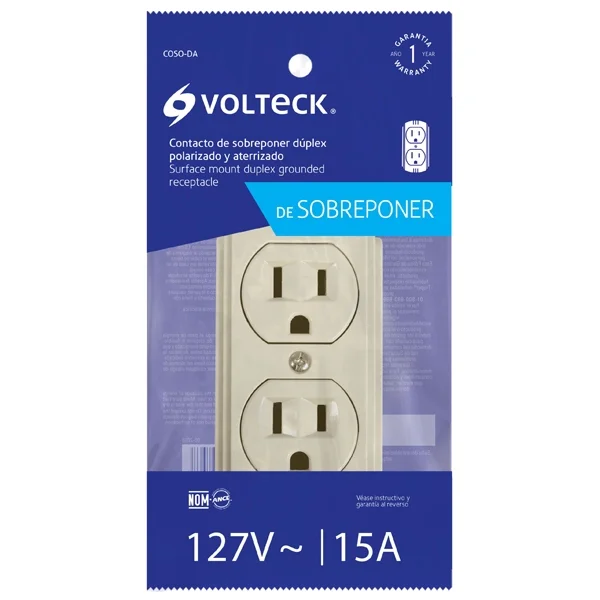 COSO-DA
GARANTIA
AÑO 1 YEAR
WARRANTY
VOLTECK®
Contacto de sobreponer dúplex
polarizado y aterrizado
Surface mount duplex grounded
receptacle
DE SOBREPONER
NOM ANCE
Véase instructivo y
garantía al reverso
127V~ | 15A